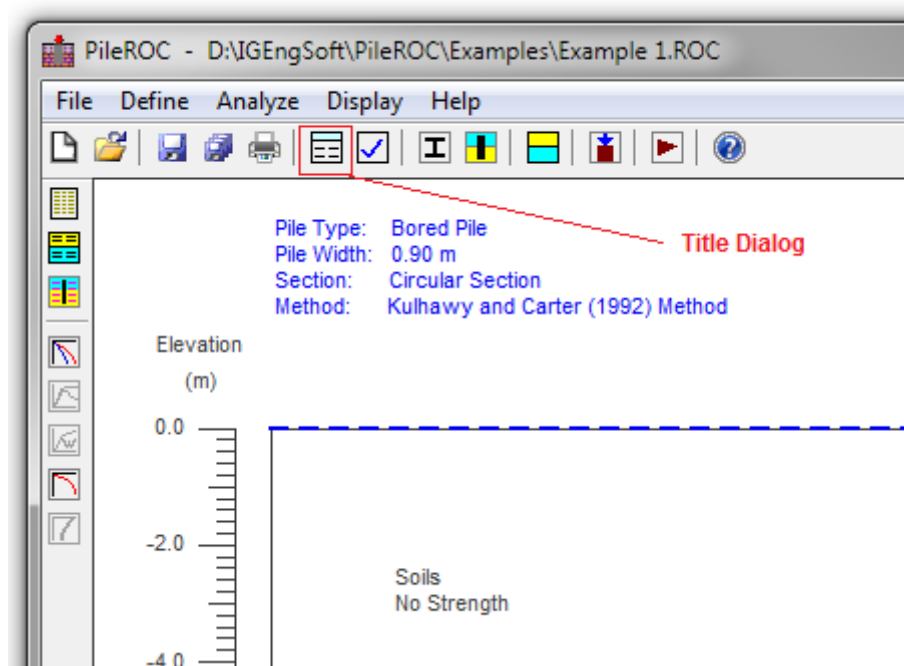 PileROC - D:\IGEngSoft\PileROC\Examples\Example 1.ROC
File Define Analyze Display Help
Title Dialog
Pile Type: Bored Pile
Pile Width: 0.90 m
Section: Circular Section
Method: Kulhawy and Carter (1992) Method
Elevation
(m)
0.0
-2.0
Soils
No Strength
-4.0